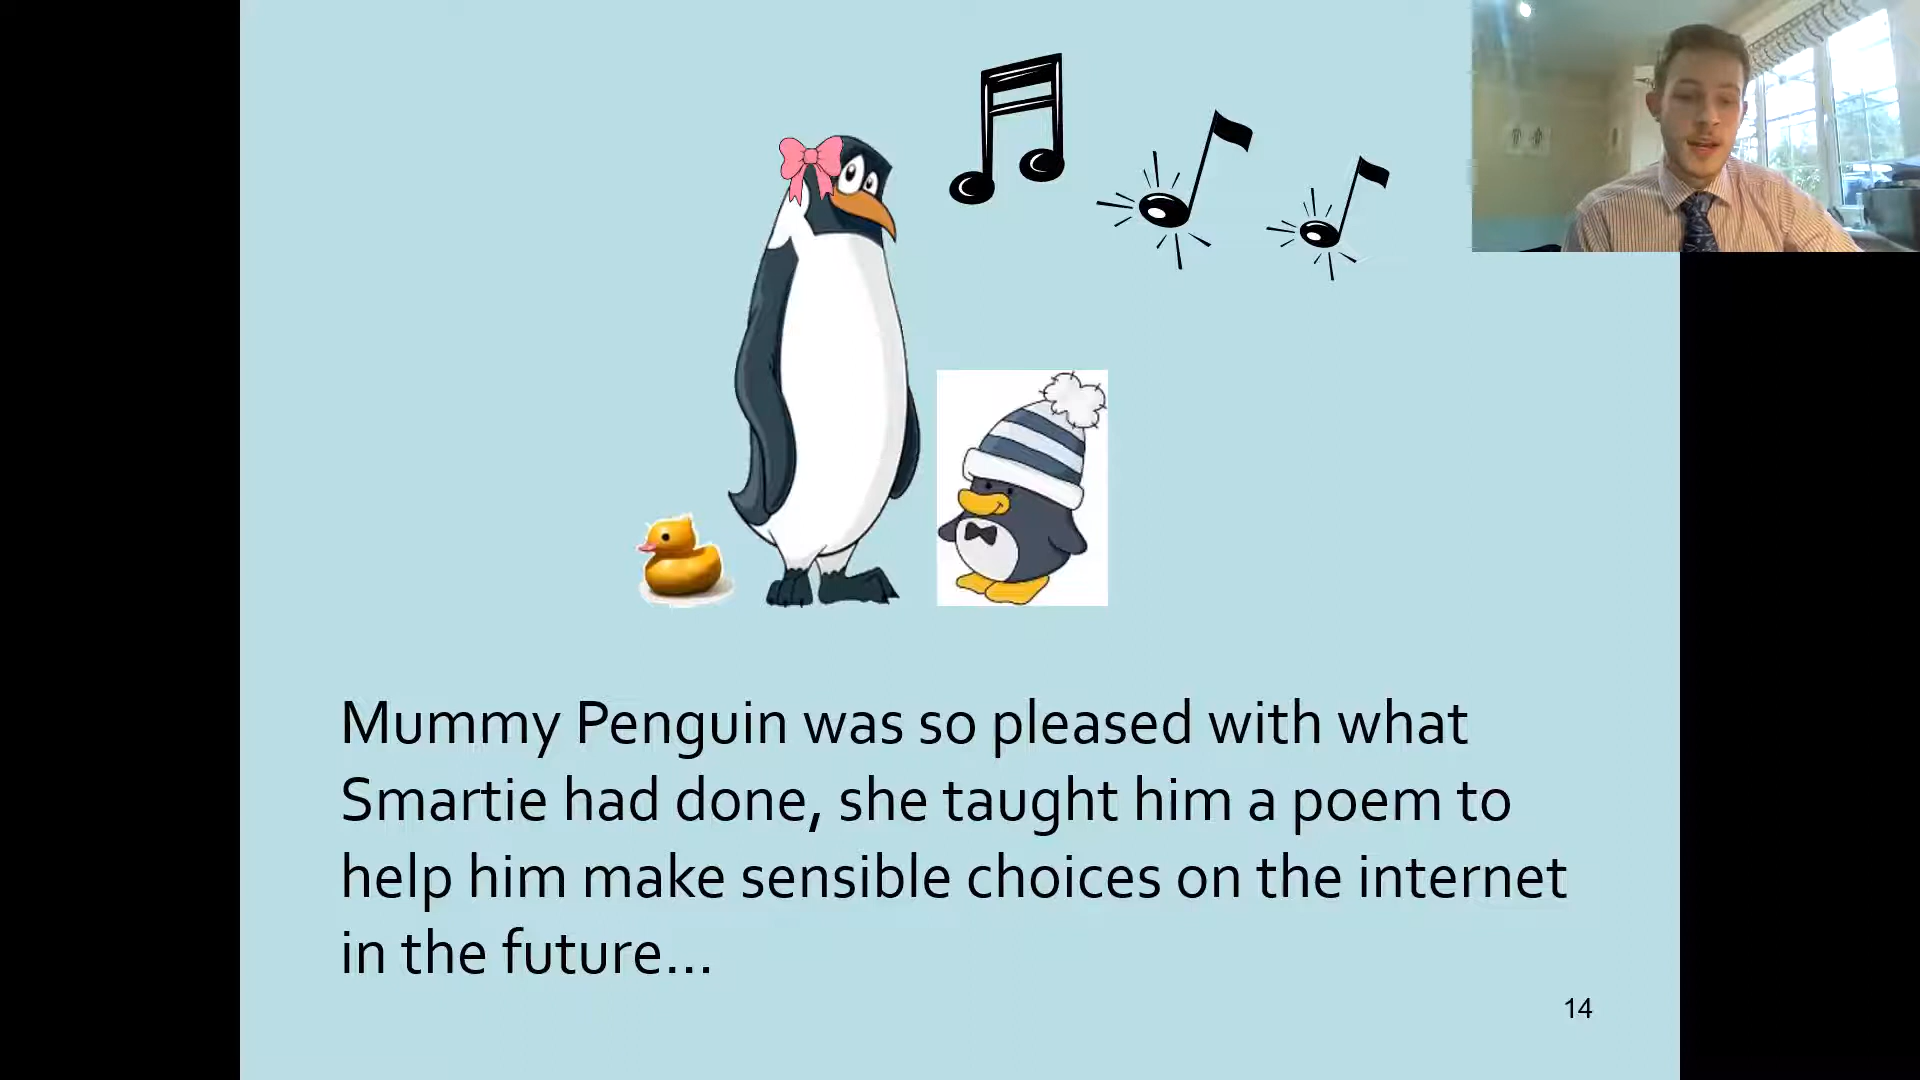 Mummy Penguin was so pleased with what
Smartie had done, she taught him a poem to
help him make sensible choices on the internet
in the future...
14